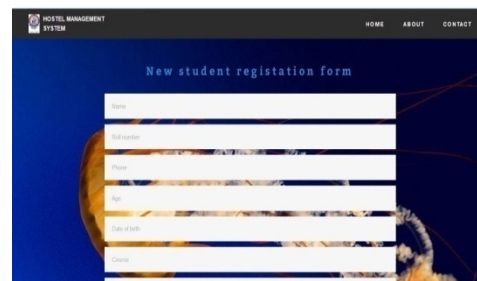 HOSTEL MANAGEMENT
SYSTEM
HOME ABOUT CONTACT
New student registation form
Name
Roll number
Phone
Age
Date of birth
Course